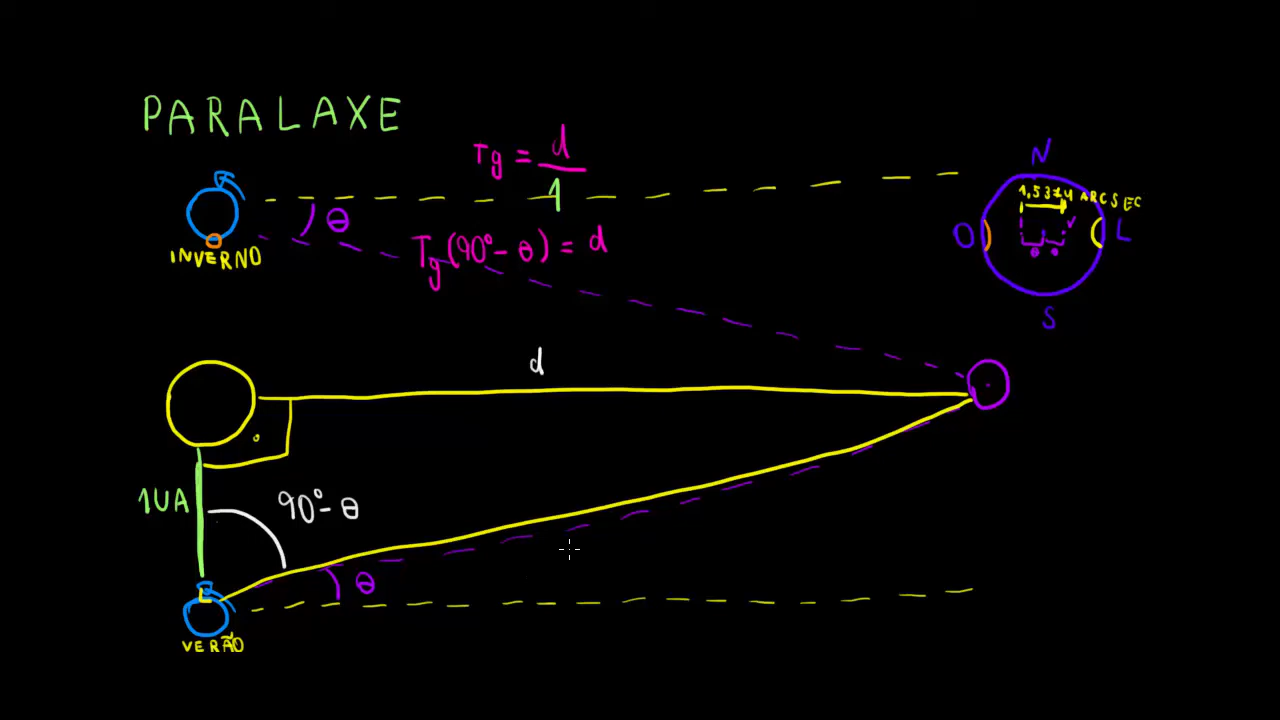 PARALAXE
Tg = d
1
INVERNO
θ
Tg(90° - θ) = d
N
1.5374 ARCSEC
O
L
V
θ θ
S
d
1UA
90° - θ
θ
VERÃO